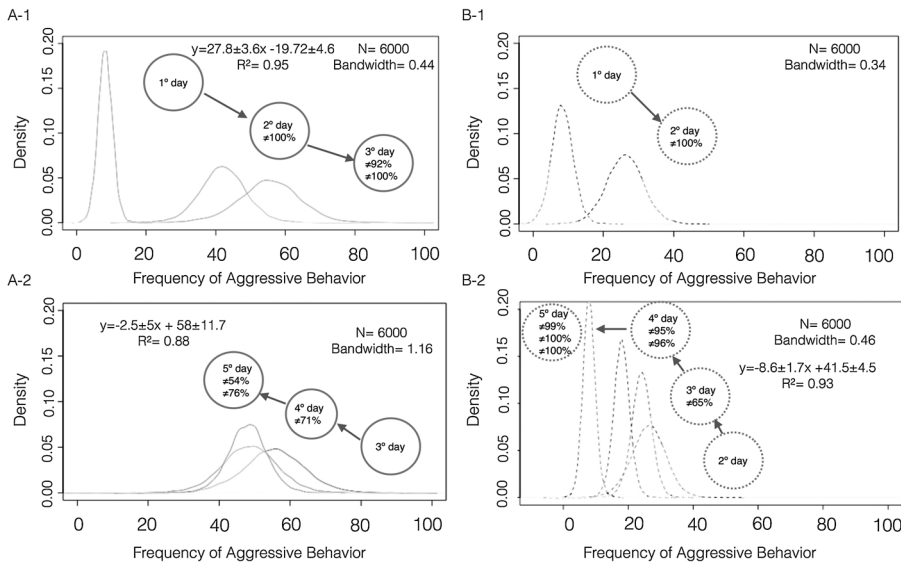 A-1
y=27.8±3.6x -19.72±4.6
R²= 0.95
N= 6000
Bandwidth= 0.44
1º day
2º day
≠100%
3º day
≠92%
≠100%
Density
0.00
0.05
0.10
0.15
0.20
0 20 40 60 80 100
Frequency of Aggressive Behavior
B-1
N= 6000
Bandwidth= 0.34
1º day
2º day
≠100%
Density
0.00
0.05
0.10
0.15
0.20
0 20 40 60 80 100
Frequency of Aggressive Behavior
A-2
y=-2.5±5x + 58±11.7
R²= 0.88
N= 6000
Bandwidth= 1.16
5º day
≠54%
≠76%
4º day
≠71%
3º day
Density
0.00
0.05
0.10
0.15
0.20
0 20 40 60 80 100
Frequency of Aggressive Behavior
B-2
5º day
≠99%
≠100%
≠100%
4º day
≠95%
≠96%
N= 6000
Bandwidth= 0.46
y=-8.6±1.7x +41.5±4.5
R²= 0.93
3º day
≠65%
2º day
Density
0.00
0.05
0.10
0.15
0.20
0 20 40 60 80 100
Frequency of Aggressive Behavior